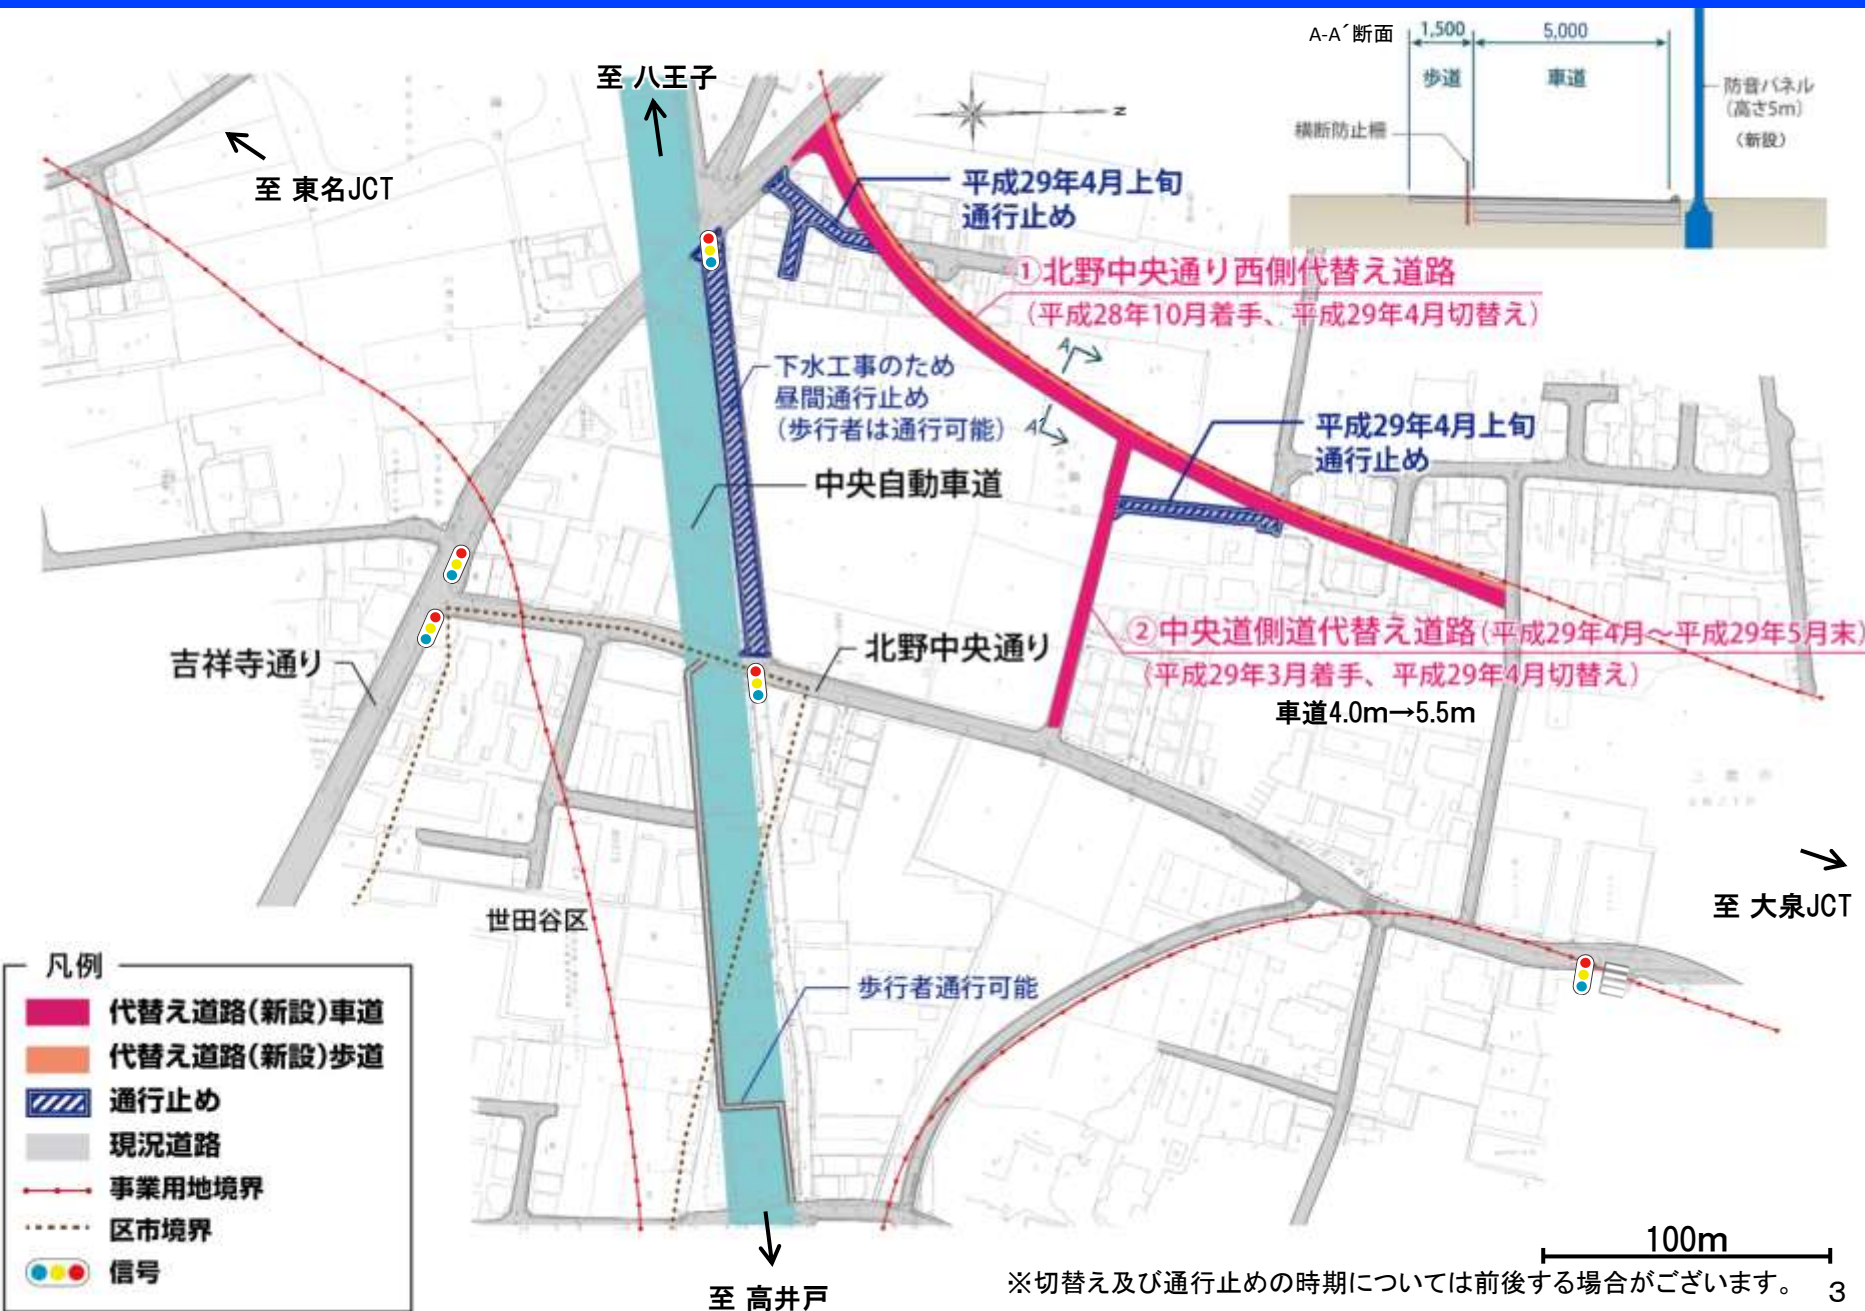 A-A´断面
1,500
5,000
歩道
車道
防音パネル
(高さ5m)
(新設)
横断防止柵
至 八王子
N
至 東名JCT
平成29年4月上旬
通行止め
①北野中央通り西側代替え道路
(平成28年10月着手、平成29年4月切替え)
A
下水工事のため
昼間通行止め
(歩行者は通行可能)
A´
平成29年4月上旬
通行止め
中央自動車道
②中央道側道代替え道路(平成29年4月～平成29年5月末)
(平成29年3月着手、平成29年4月切替え)
車道4.0m→5.5m
北野中央通り
吉祥寺通り
至 大泉JCT
世田谷区
歩行者通行可能
凡例
代替え道路(新設)車道
代替え道路(新設)歩道
通行止め
現況道路
事業用地境界
区市境界
信号
100m
至 高井戸
※切替え及び通行止めの時期については前後する場合がございます。
3